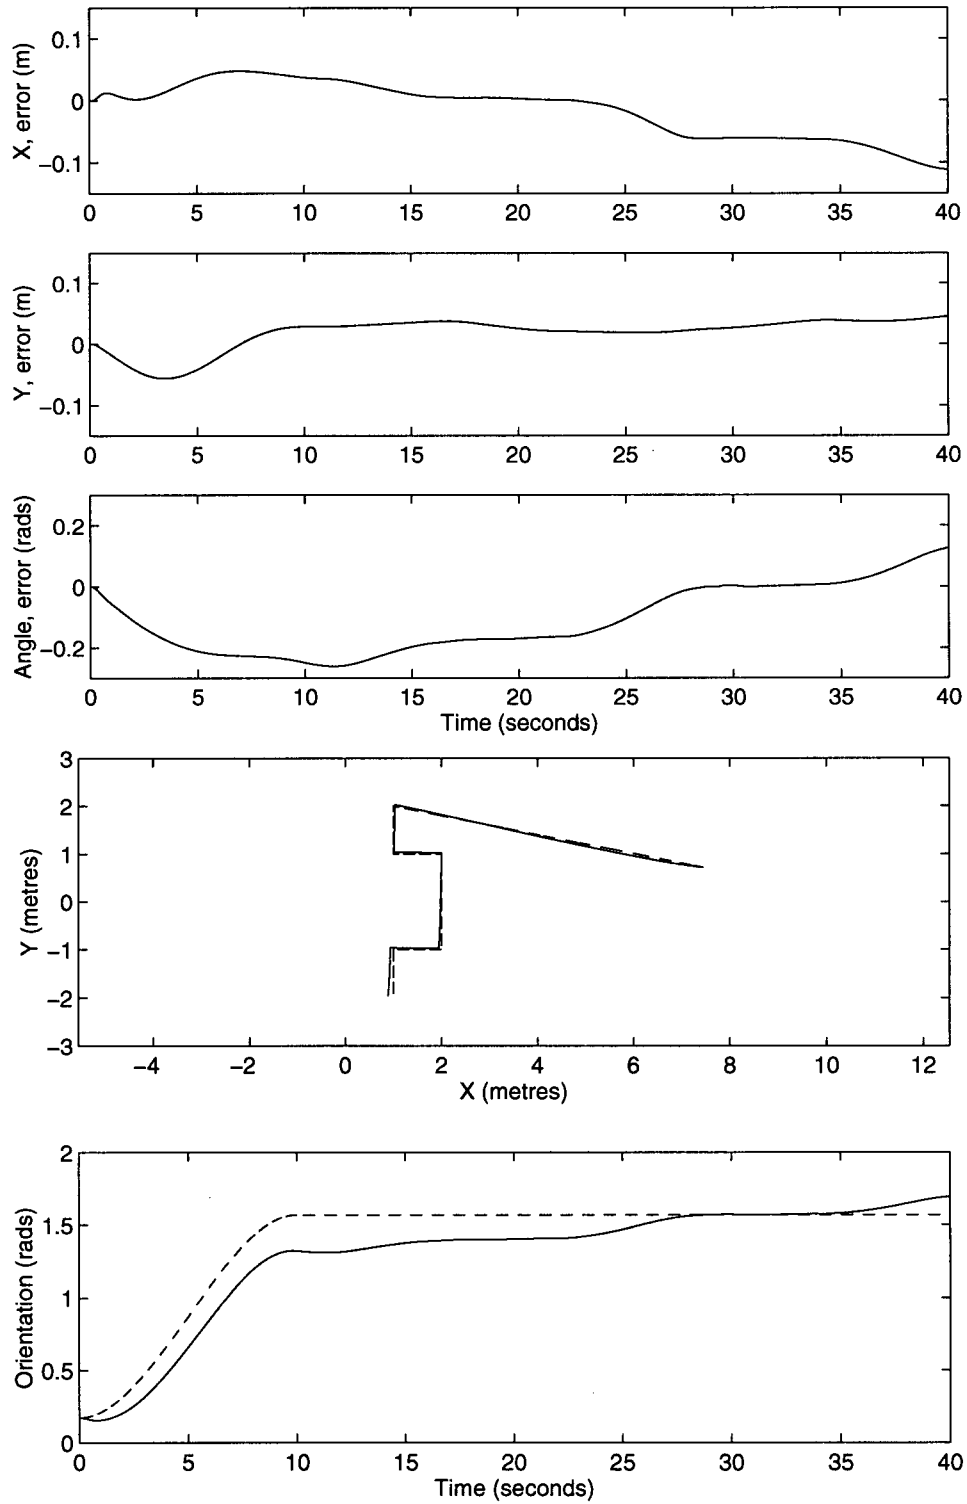 X, error (m)
0.1
0
−0.1
0 5 10 15 20 25 30 35 40
Y, error (m)
0.1
0
−0.1
0 5 10 15 20 25 30 35 40
Angle, error (rads)
0.2
0
−0.2
0 5 10 15 20 25 30 35 40
Time (seconds)
Y (metres)
3
2
1
0
−1
−2
−3
−4 −2 0 2 4 6 8 10 12
X (metres)
Orientation (rads)
2
1.5
1
0.5
0
0 5 10 15 20 25 30 35 40
Time (seconds)